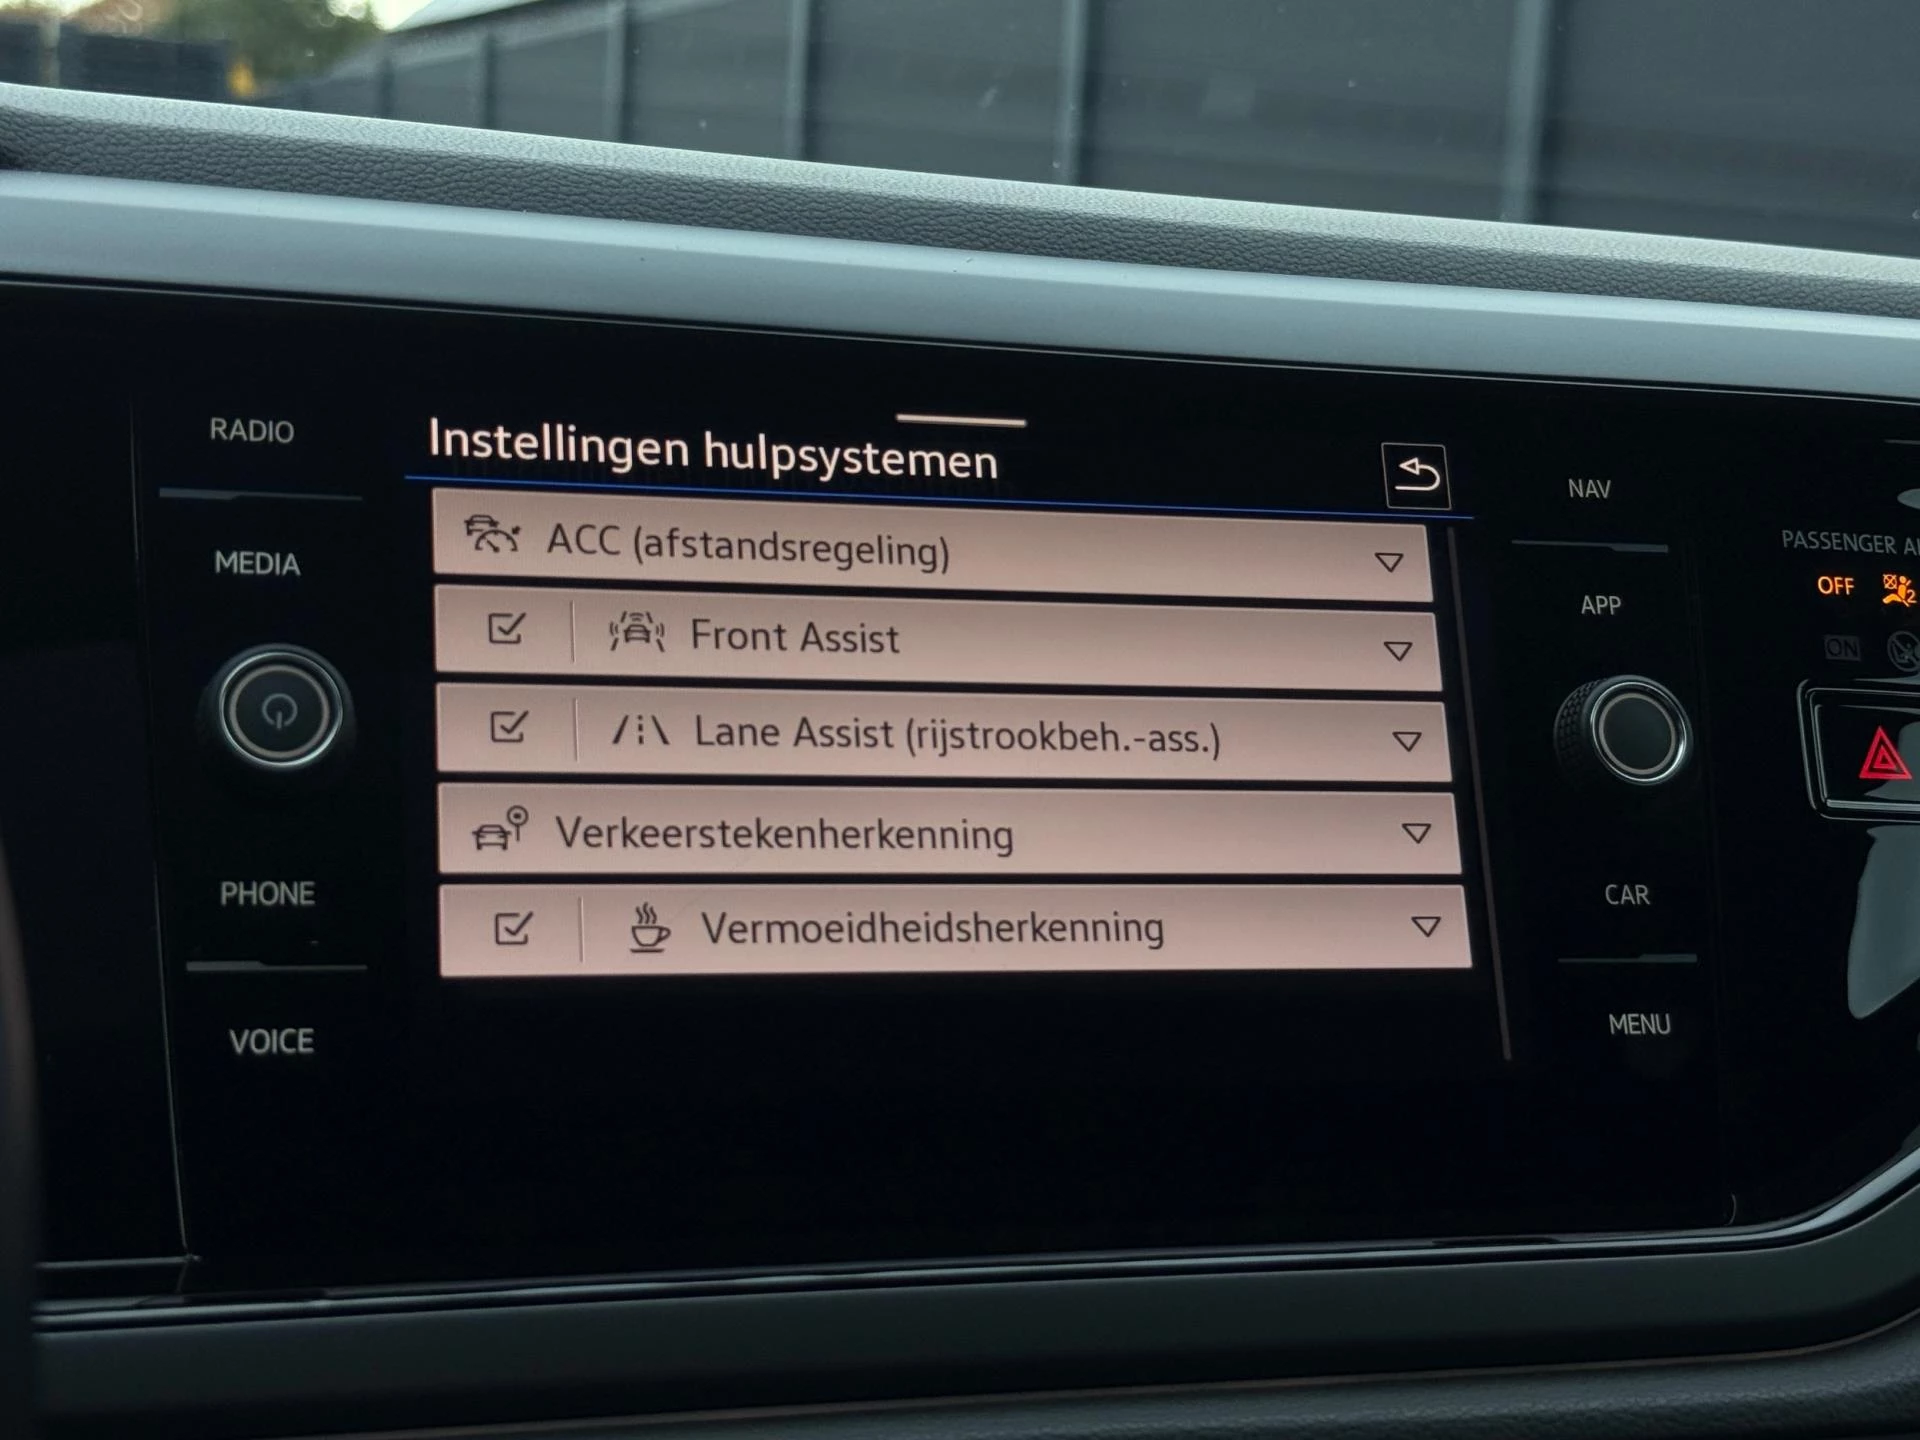 RADIO
MEDIA
PHONE
VOICE
Instellingen hulpsystemen
ACC (afstandsregeling)
Front Assist
Lane Assist (rijstrookbeh.-ass.)
Verkeerstekenherkenning
Vermoeidheidsherkenning
NAV
APP
CAR
MENU
PASSENGER
OFF
2
ON